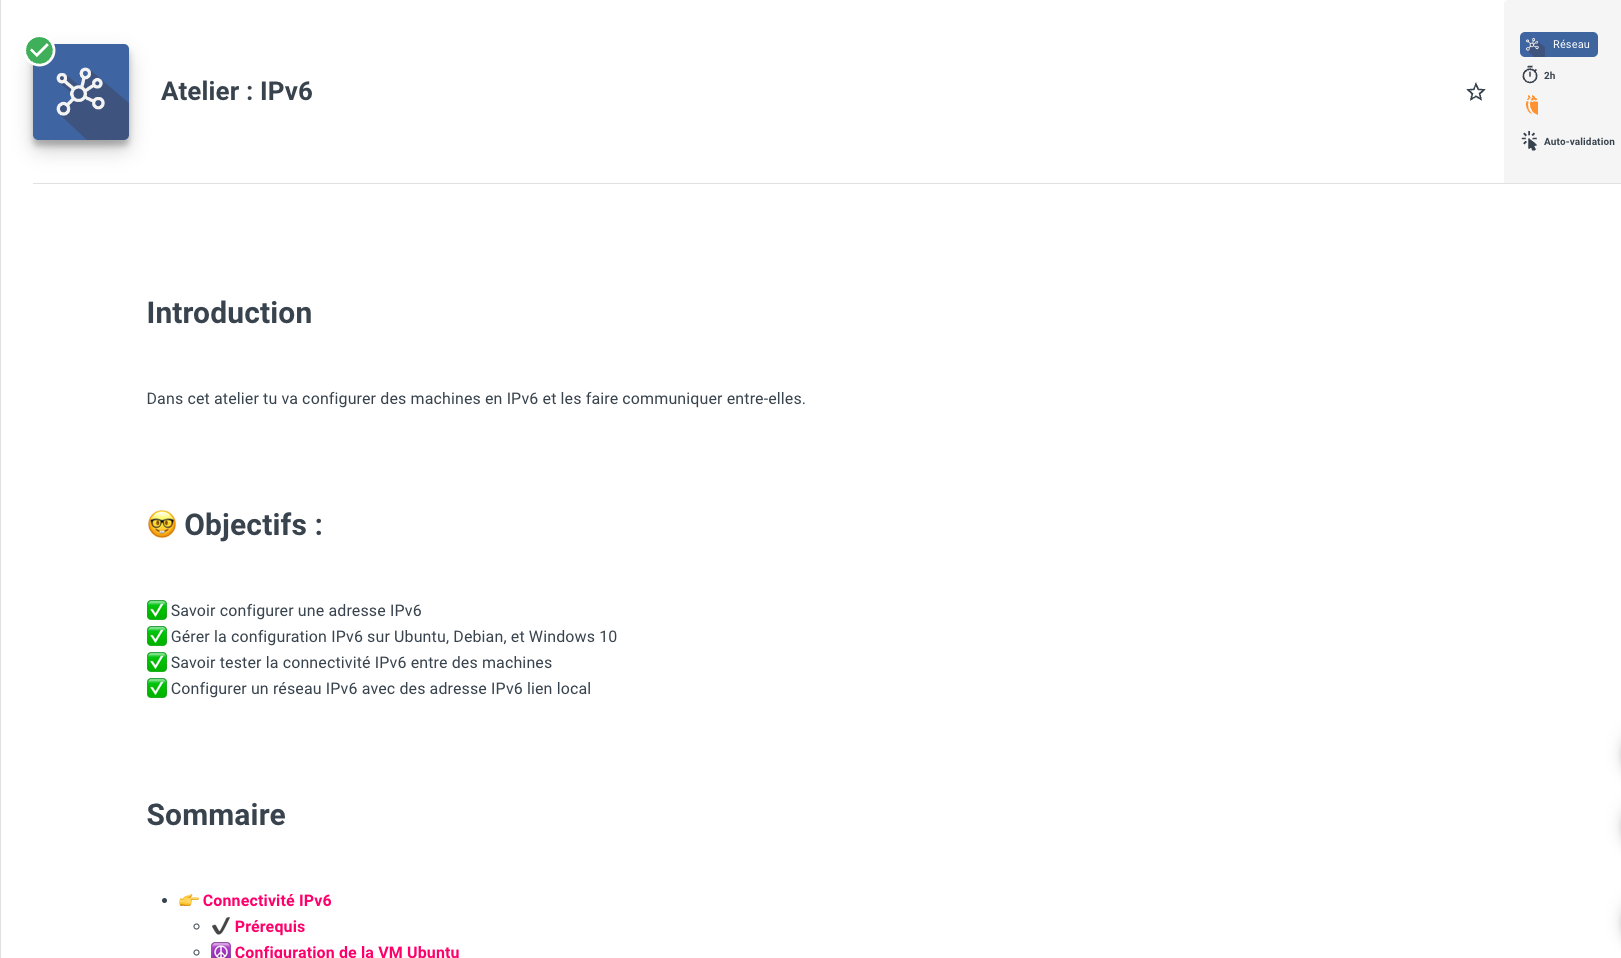 Atelier : IPv6
Réseau
2h
Auto-validation
Introduction
Dans cet atelier tu va configurer des machines en IPv6 et les faire communiquer entre-elles.
🤓 Objectifs :
✅ Savoir configurer une adresse IPv6
✅ Gérer la configuration IPv6 sur Ubuntu, Debian, et Windows 10
✅ Savoir tester la connectivité IPv6 entre des machines
✅ Configurer un réseau IPv6 avec des adresse IPv6 lien local
Sommaire
👉 Connectivité IPv6
✔️ Prérequis
☮️ Configuration de la VM Ubuntu